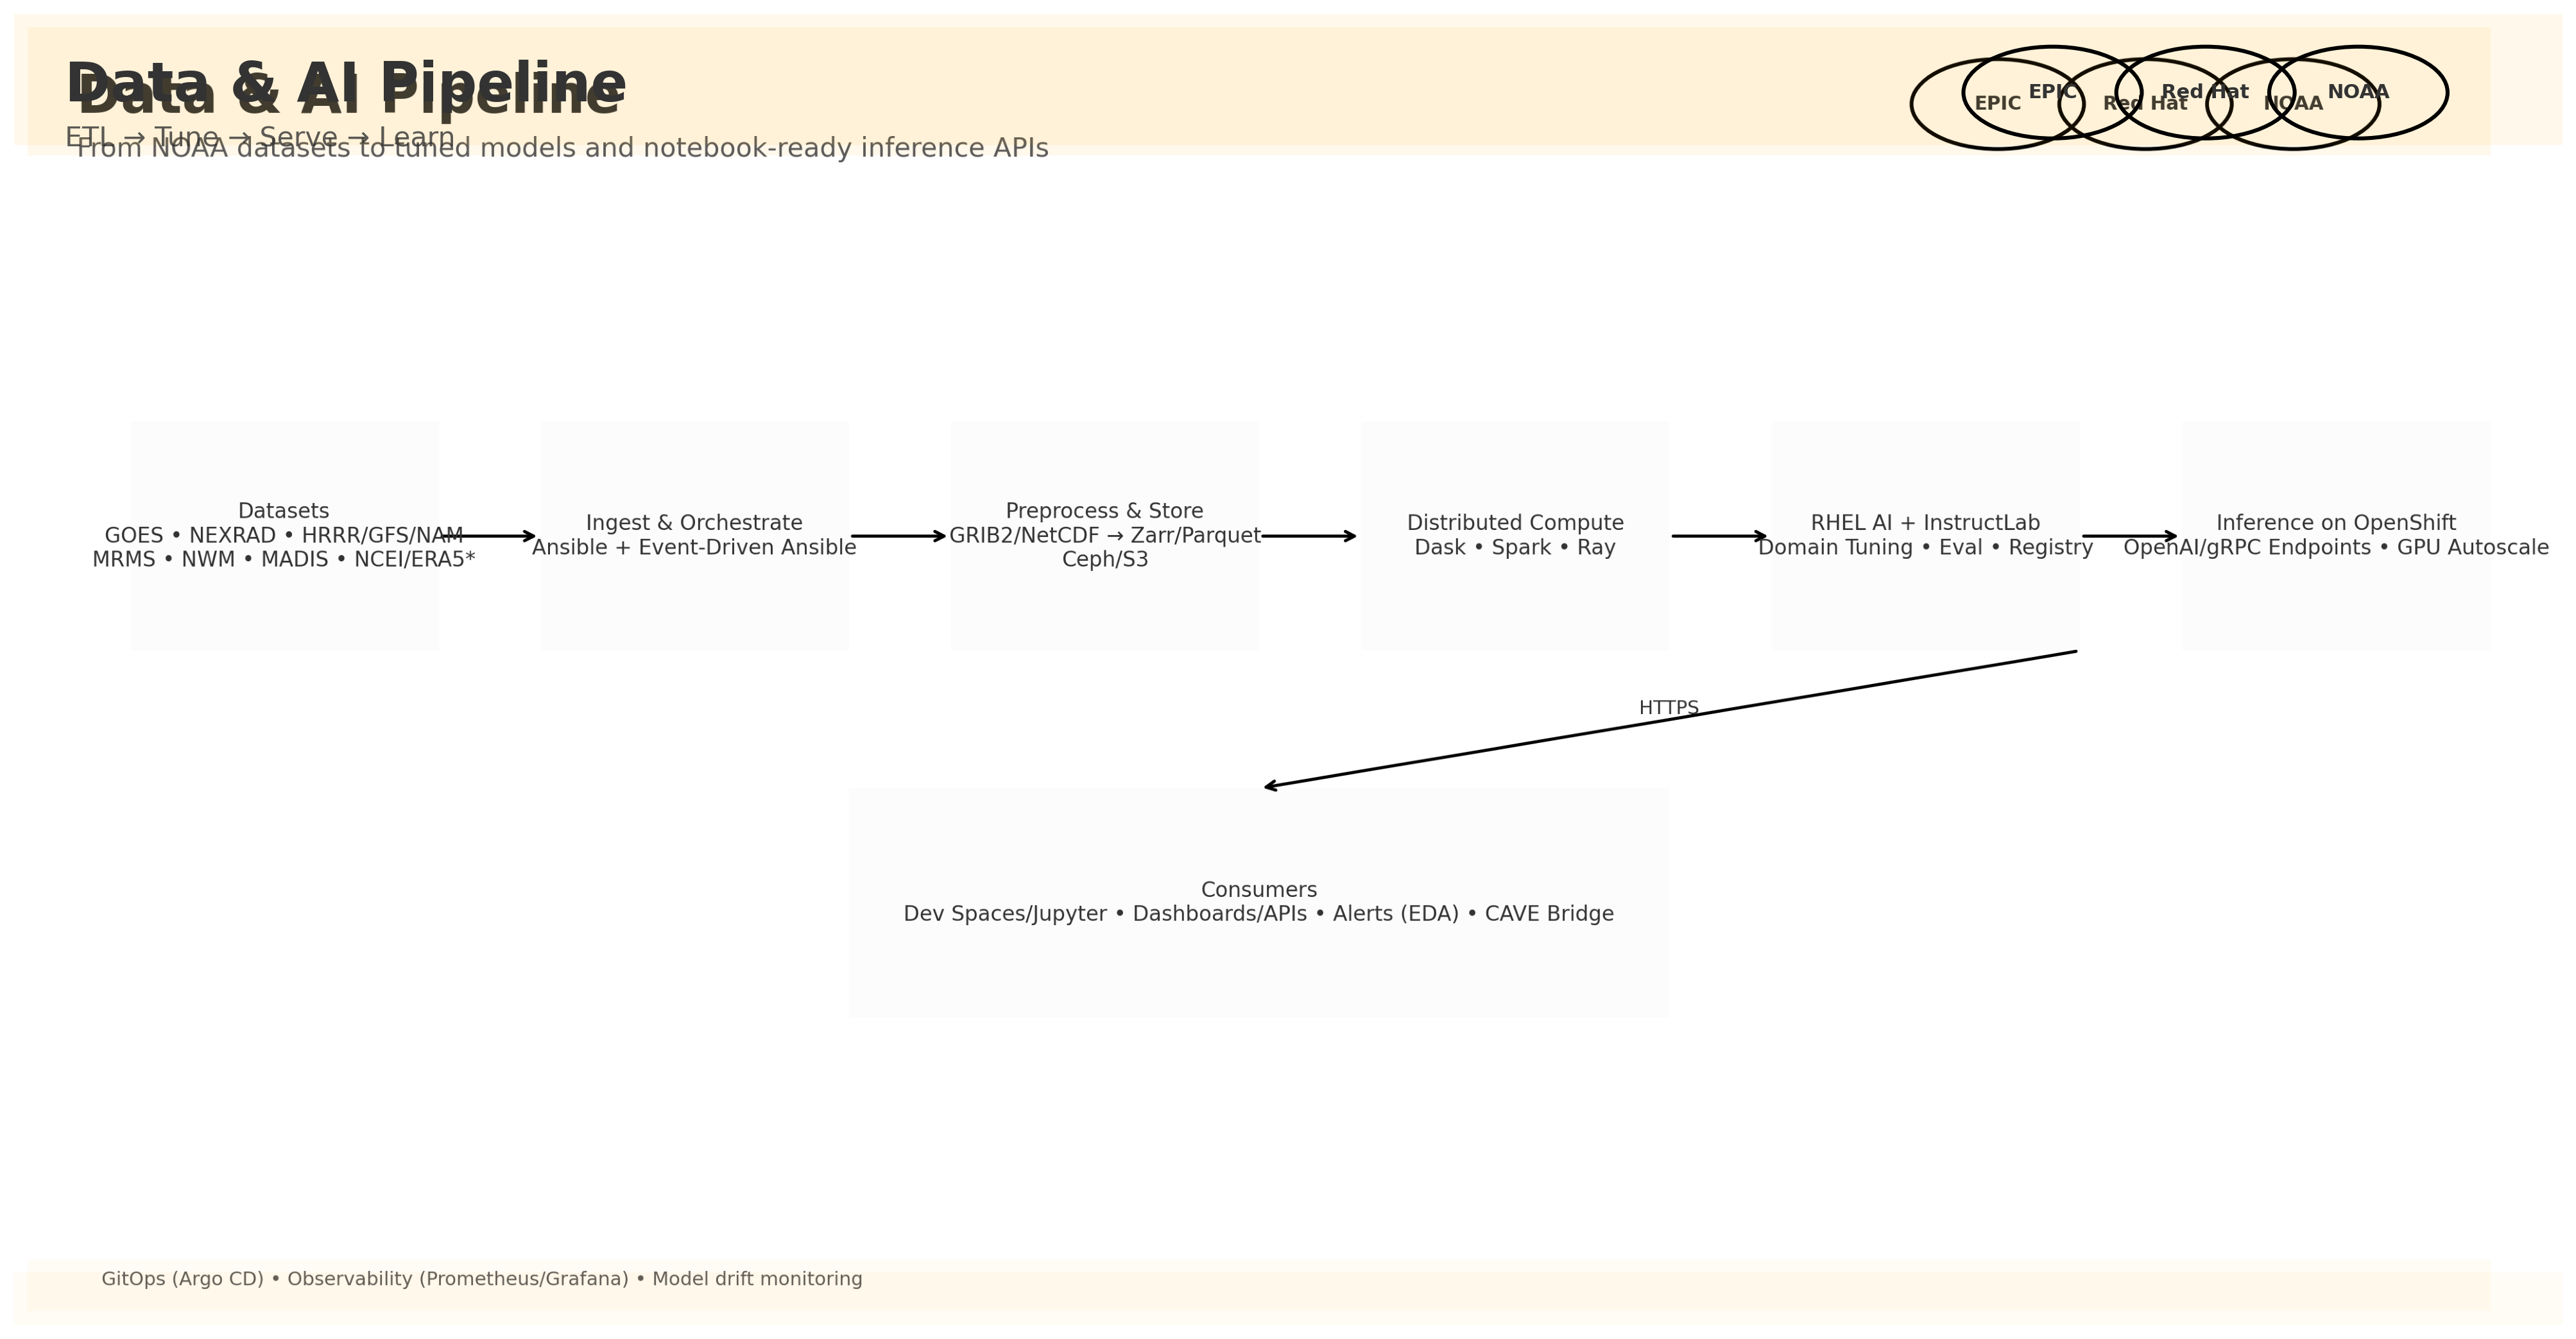 Data & AI Pipeline
Data & AI Pipeline
ETL → Tune → Serve → Learn
From NOAA datasets to tuned models and notebook-ready inference APIs
EPIC
Red Hat
NOAA
EPIC
Red Hat
NOAA
Datasets
GOES • NEXRAD • HRRR/GFS/NAM
MRMS • NWM • MADIS • NCEI/ERA5*
Ingest & Orchestrate
Ansible + Event-Driven Ansible
Preprocess & Store
GRIB2/NetCDF → Zarr/Parquet
Ceph/S3
Distributed Compute
Dask • Spark • Ray
RHEL AI + InstructLab
Domain Tuning • Eval • Registry
Inference on OpenShift
OpenAI/gRPC Endpoints • GPU Autoscale
HTTPS
Consumers
Dev Spaces/Jupyter • Dashboards/APIs • Alerts (EDA) • CAVE Bridge
GitOps (Argo CD) • Observability (Prometheus/Grafana) • Model drift monitoring